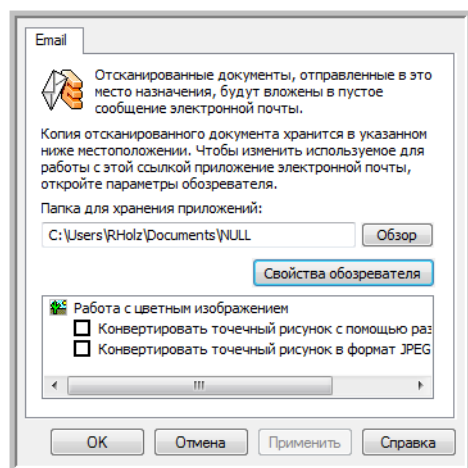 Email
Отсканированные документы, отправленные в это
место назначения, будут вложены в пустое
сообщение электронной почты.
Копия отсканированного документа хранится в указанном
ниже местоположении. Чтобы изменить используемое для
работы с этой ссылкой приложение электронной почты,
откройте параметры обозревателя.
Папка для хранения приложений:
C:\Users\RHolz\Documents\NULL
Обзор
Свойства обозревателя
Работа с цветным изображением
Конвертировать точечный рисунок с помощью раз
Конвертировать точечный рисунок в формат JPEG
OK Отмена Применить Справка